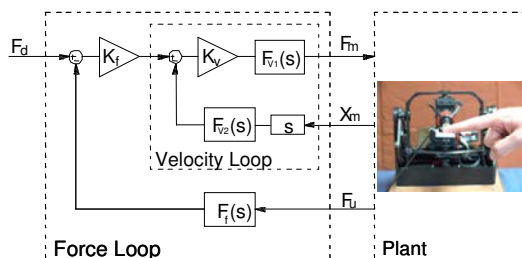 F_d
K_f
K_v
F_v1(s)
F_m
F_v2(s)
s
X_m
Velocity Loop
F_f(s)
F_u
Force Loop
Plant